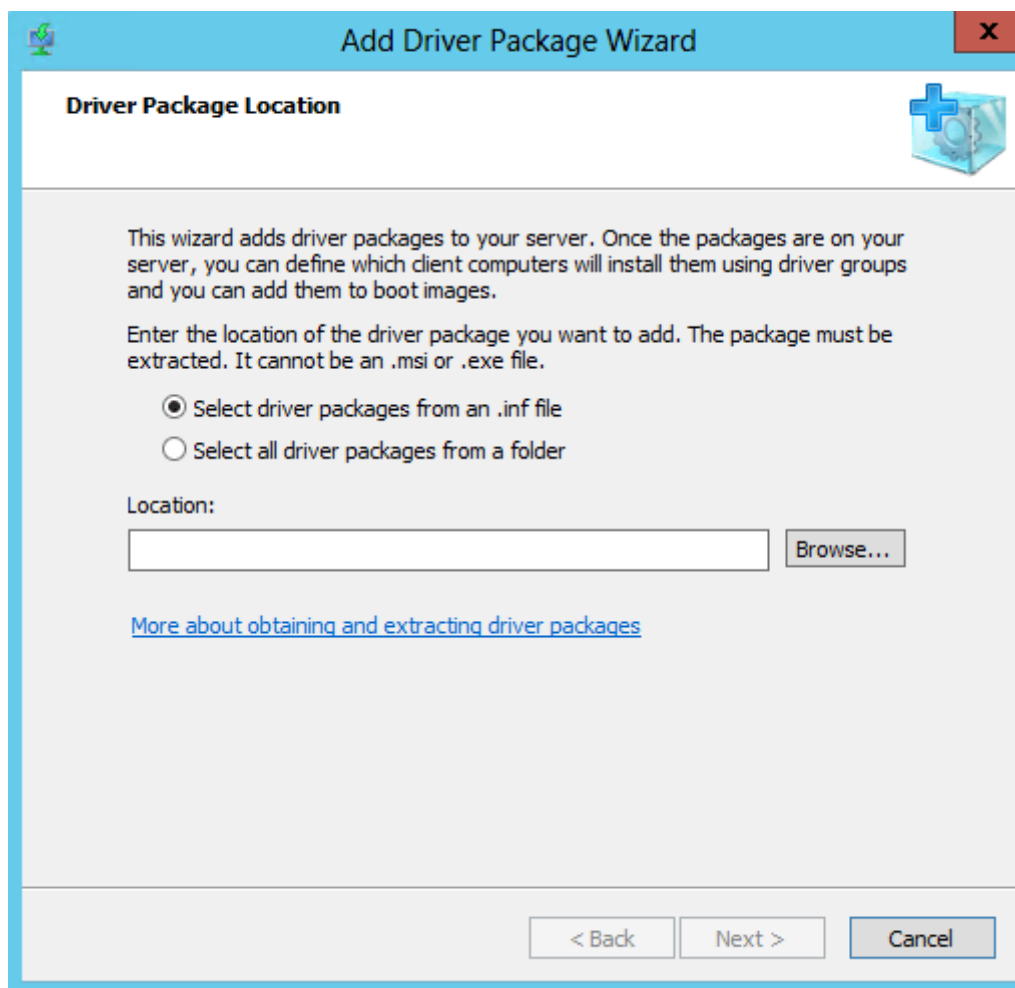 Add Driver Package Wizard
x
Driver Package Location
This wizard adds driver packages to your server. Once the packages are on your
server, you can define which client computers will install them using driver groups
and you can add them to boot images.
Enter the location of the driver package you want to add. The package must be
extracted. It cannot be an .msi or .exe file.
Select driver packages from an .inf file
Select all driver packages from a folder
Location:
Browse...
More about obtaining and extracting driver packages
< Back Next > Cancel